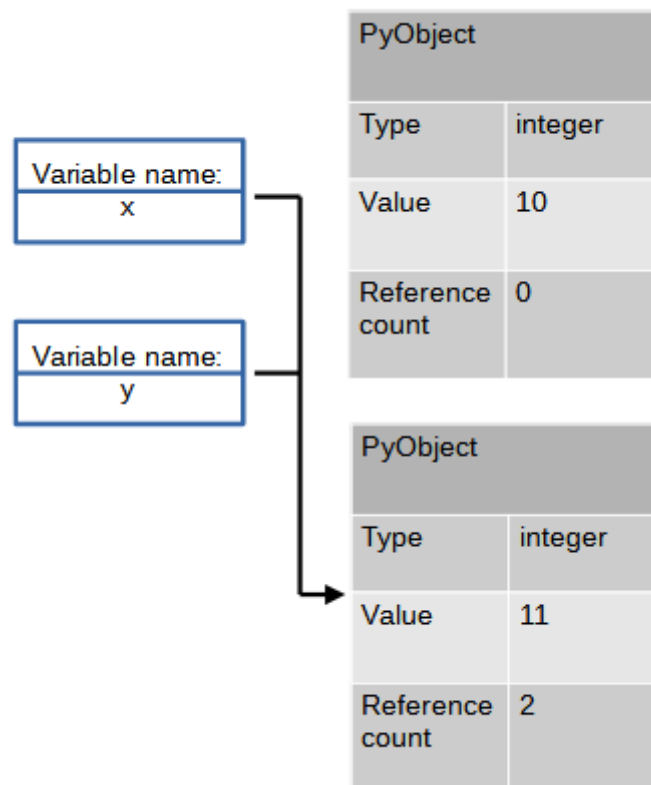 Variable name:
x
Variable name:
y
PyObject
Type integer
Value 10
Reference 0
count
PyObject
Type integer
Value 11
Reference 2
count